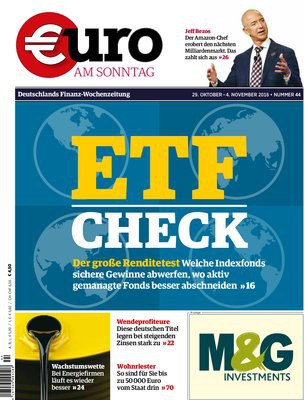 €uro
AM SONNTAG
Jeff Bezos
Der Amazon-Chef
erobert den nächsten
Milliardenmarkt. Das
zahlt sich aus »26
Deutschlands Finanz-Wochenzeitung
29. OKTOBER - 4. NOVEMBER 2016 • NUMMER 44
ETF
CHECK
Der große Renditetest Welche Indexfonds
sichere Gewinne abwerfen, wo aktiv
gemanagte Fonds besser abschneiden »16
€ 4,50
Wachstumswette
Bei Energiefirmen
läuft es wieder
besser »24
Wendeprofiteure
Diese deutschen Titel
legen bei steigenden
Zinsen stark zu »22
Wohnriester
So sind für Sie bis
zu 50 000 Euro
vom Staat drin »70
M&G
INVESTMENTS